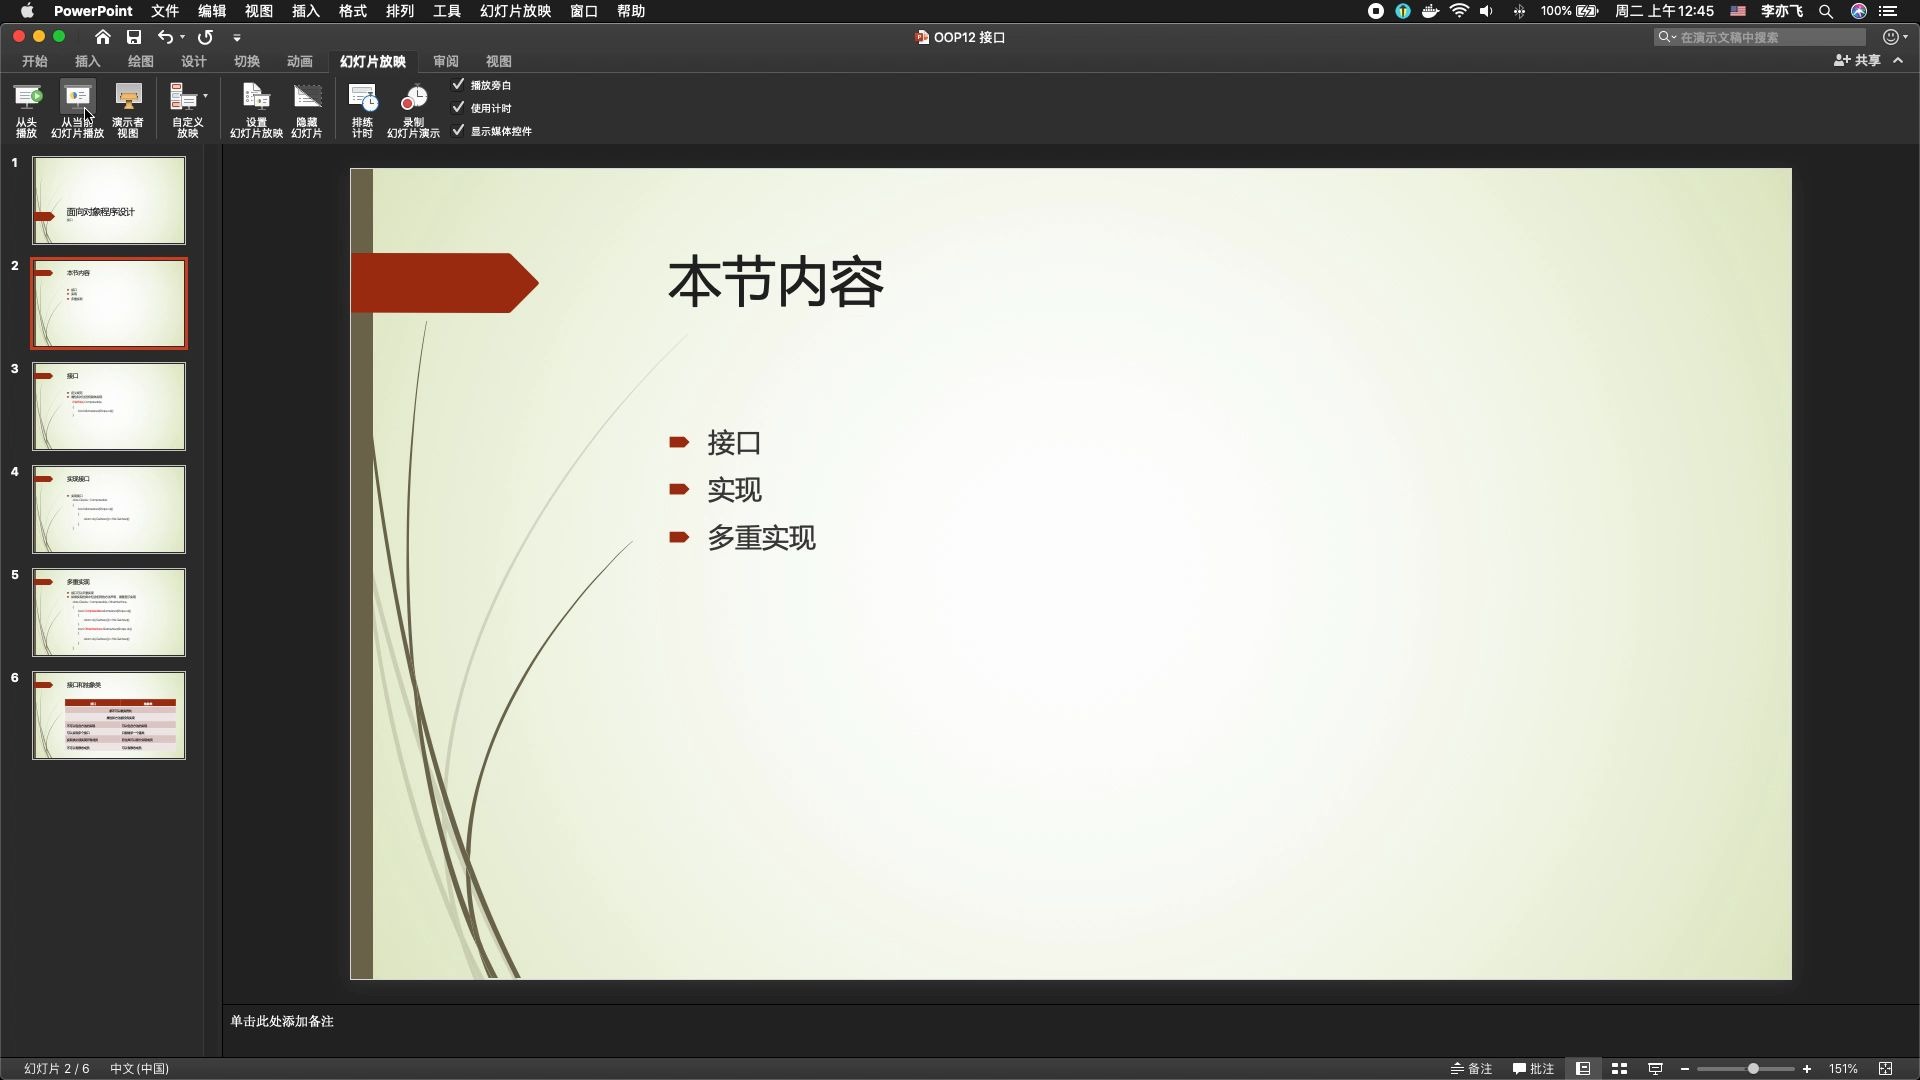 PowerPoint 文件 编辑 视图 插入 格式 排列 工具 幻灯片放映 窗口 帮助 100% 周二 上午12:45 李亦飞
OOP12 接口
在演示文稿中搜索
开始 插入 绘图 设计 切换 动画 幻灯片放映 审阅 视图 共享
从头
播放
从当前
幻灯片播放
演示者
视图
自定义
放映
设置
幻灯片放映
隐藏
幻灯片
排练
计时
录制
幻灯片演示
播放旁白
使用计时
显示媒体控件
1
面向对象程序设计
接口
2
本节内容
接口
实现
多重实现
3
接口
4
实现接口
5
多重实现
6
接口和抽象类
本节内容
接口
实现
多重实现
单击此处添加备注
幻灯片 2 / 6 中文(中国) 备注 批注 151%